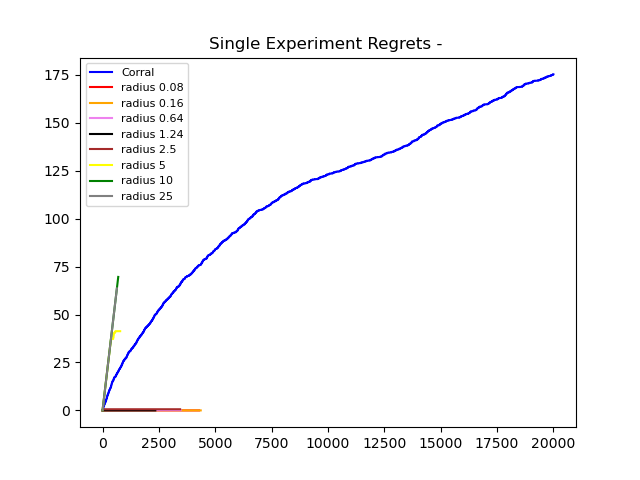 Single Experiment Regrets -
175
150
125
100
75
50
25
0
Corral
radius 0.08
radius 0.16
radius 0.64
radius 1.24
radius 2.5
radius 5
radius 10
radius 25
0 2500 5000 7500 10000 12500 15000 17500 20000